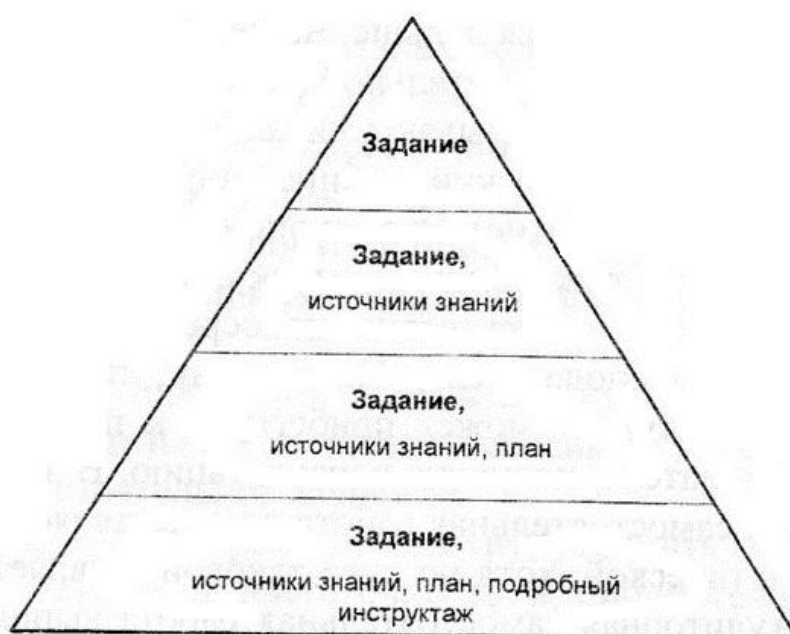 Задание
Задание,
источники знаний
Задание,
источники знаний, план
Задание,
источники знаний, план, подробный
инструктаж